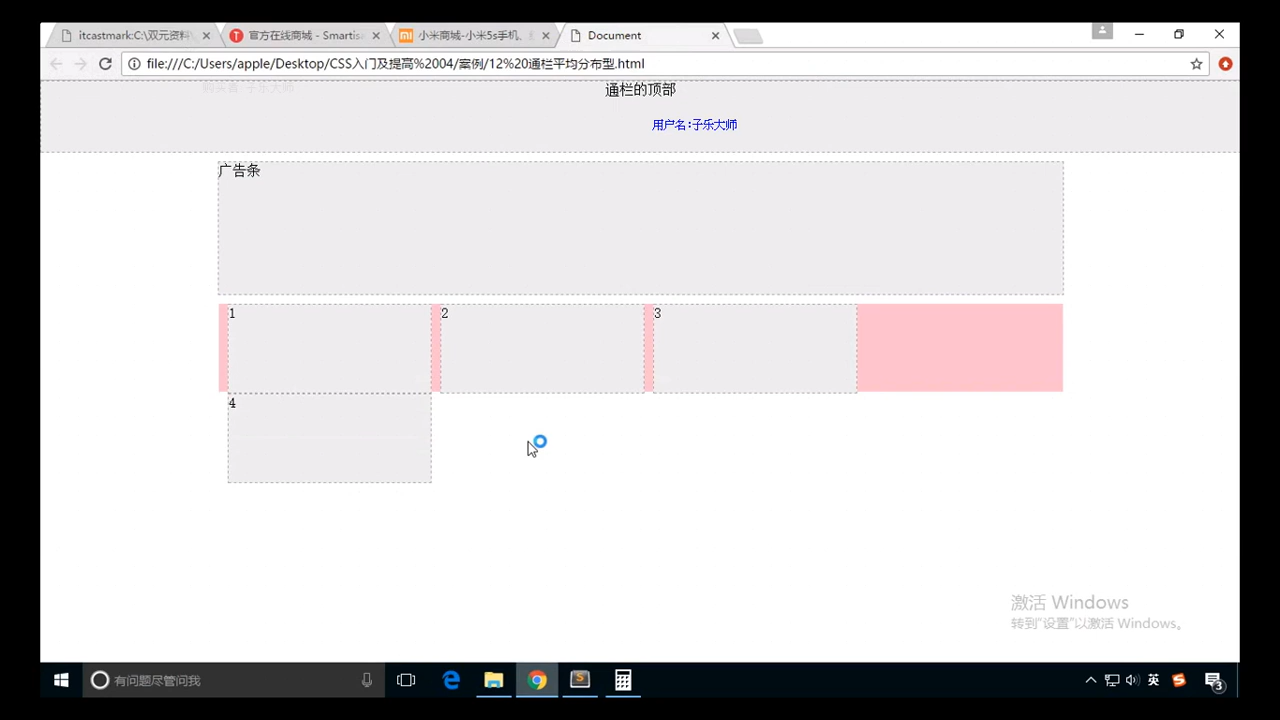 itcastmark:C:\双元资料\
官方在线商城 - Smartis
小米商城-小米5s手机、
Document
file:///C:/Users/apple/Desktop/CSS入门及提高%2004/案例/12%20通栏平均分布型.html
通栏的顶部
用户名:子乐大师
广告条
1
2
3
4
激活 Windows
转到"设置"以激活 Windows。
有问题尽管问我
英
3